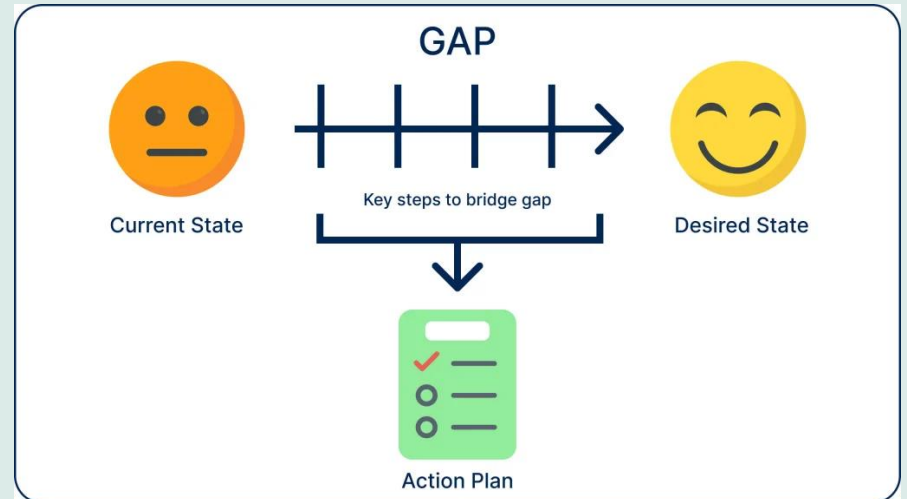 GAP
Key steps to bridge gap
Current State
Desired State
Action Plan